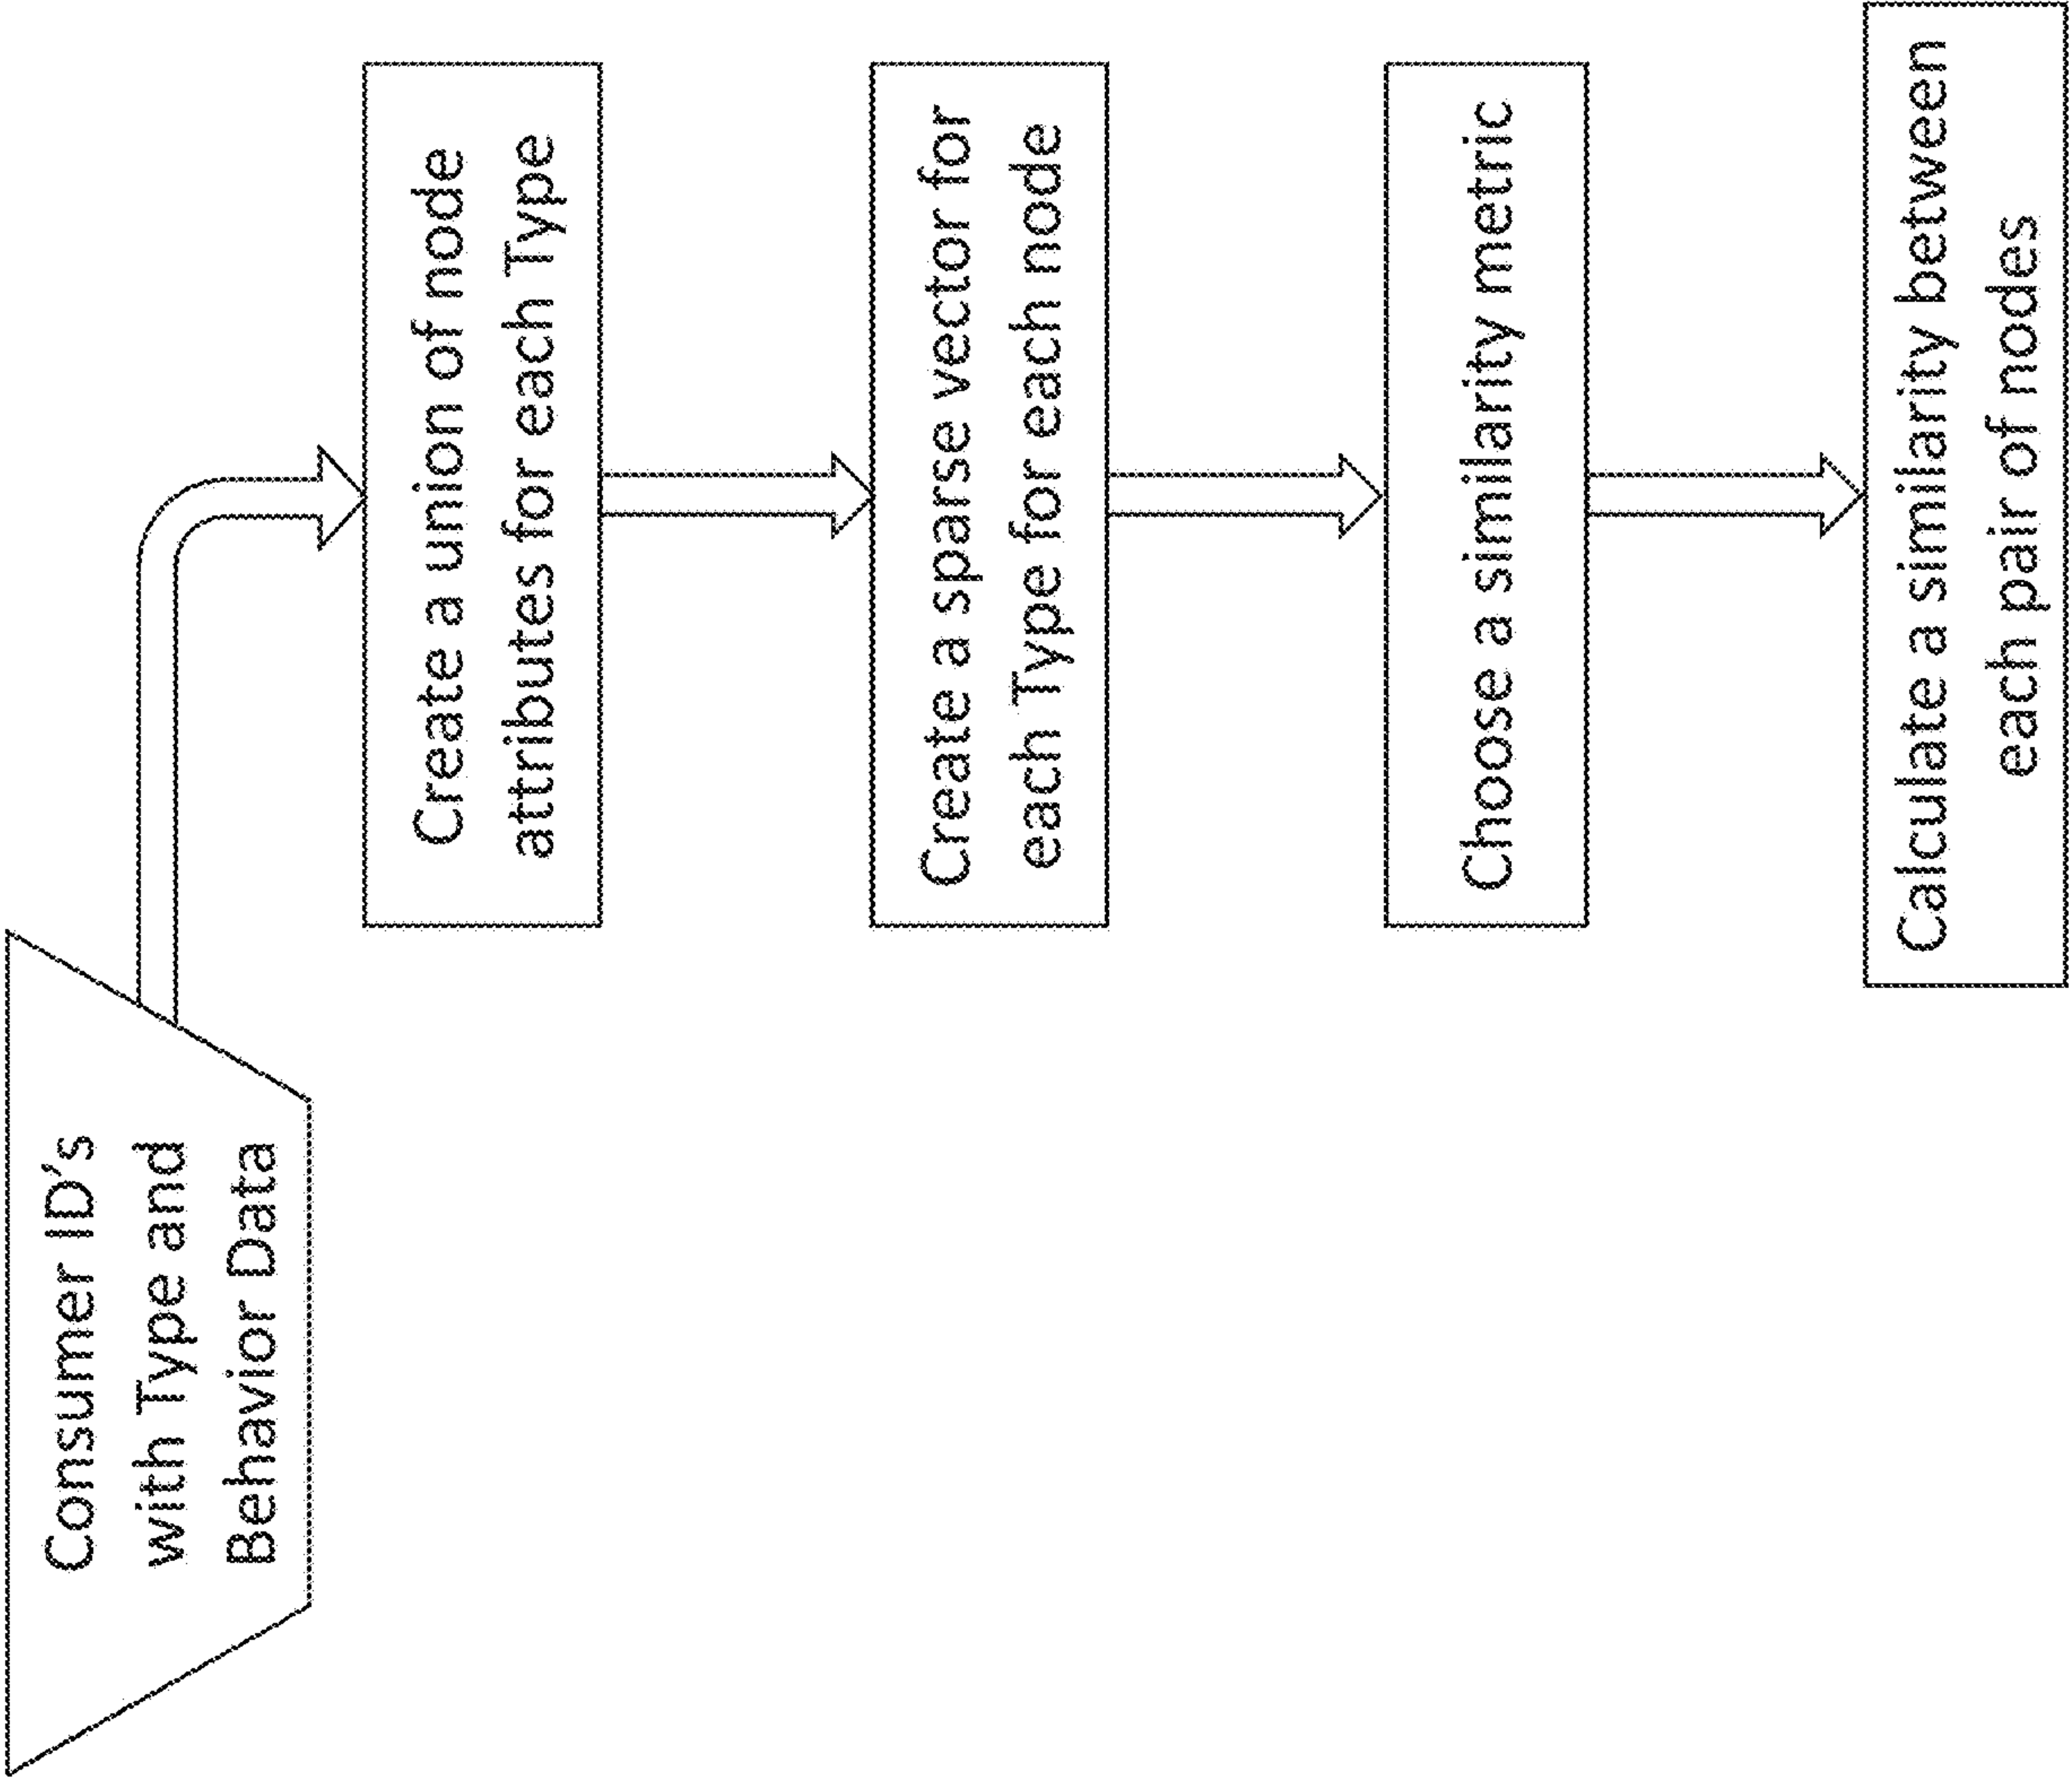 Consumer ID's
with Type and
Behavior Data
Create a union of node
attributes for each Type
Create a sparse vector for
each Type for each node
Choose a similarity metric
Calculate a similarity between
each pair of nodes